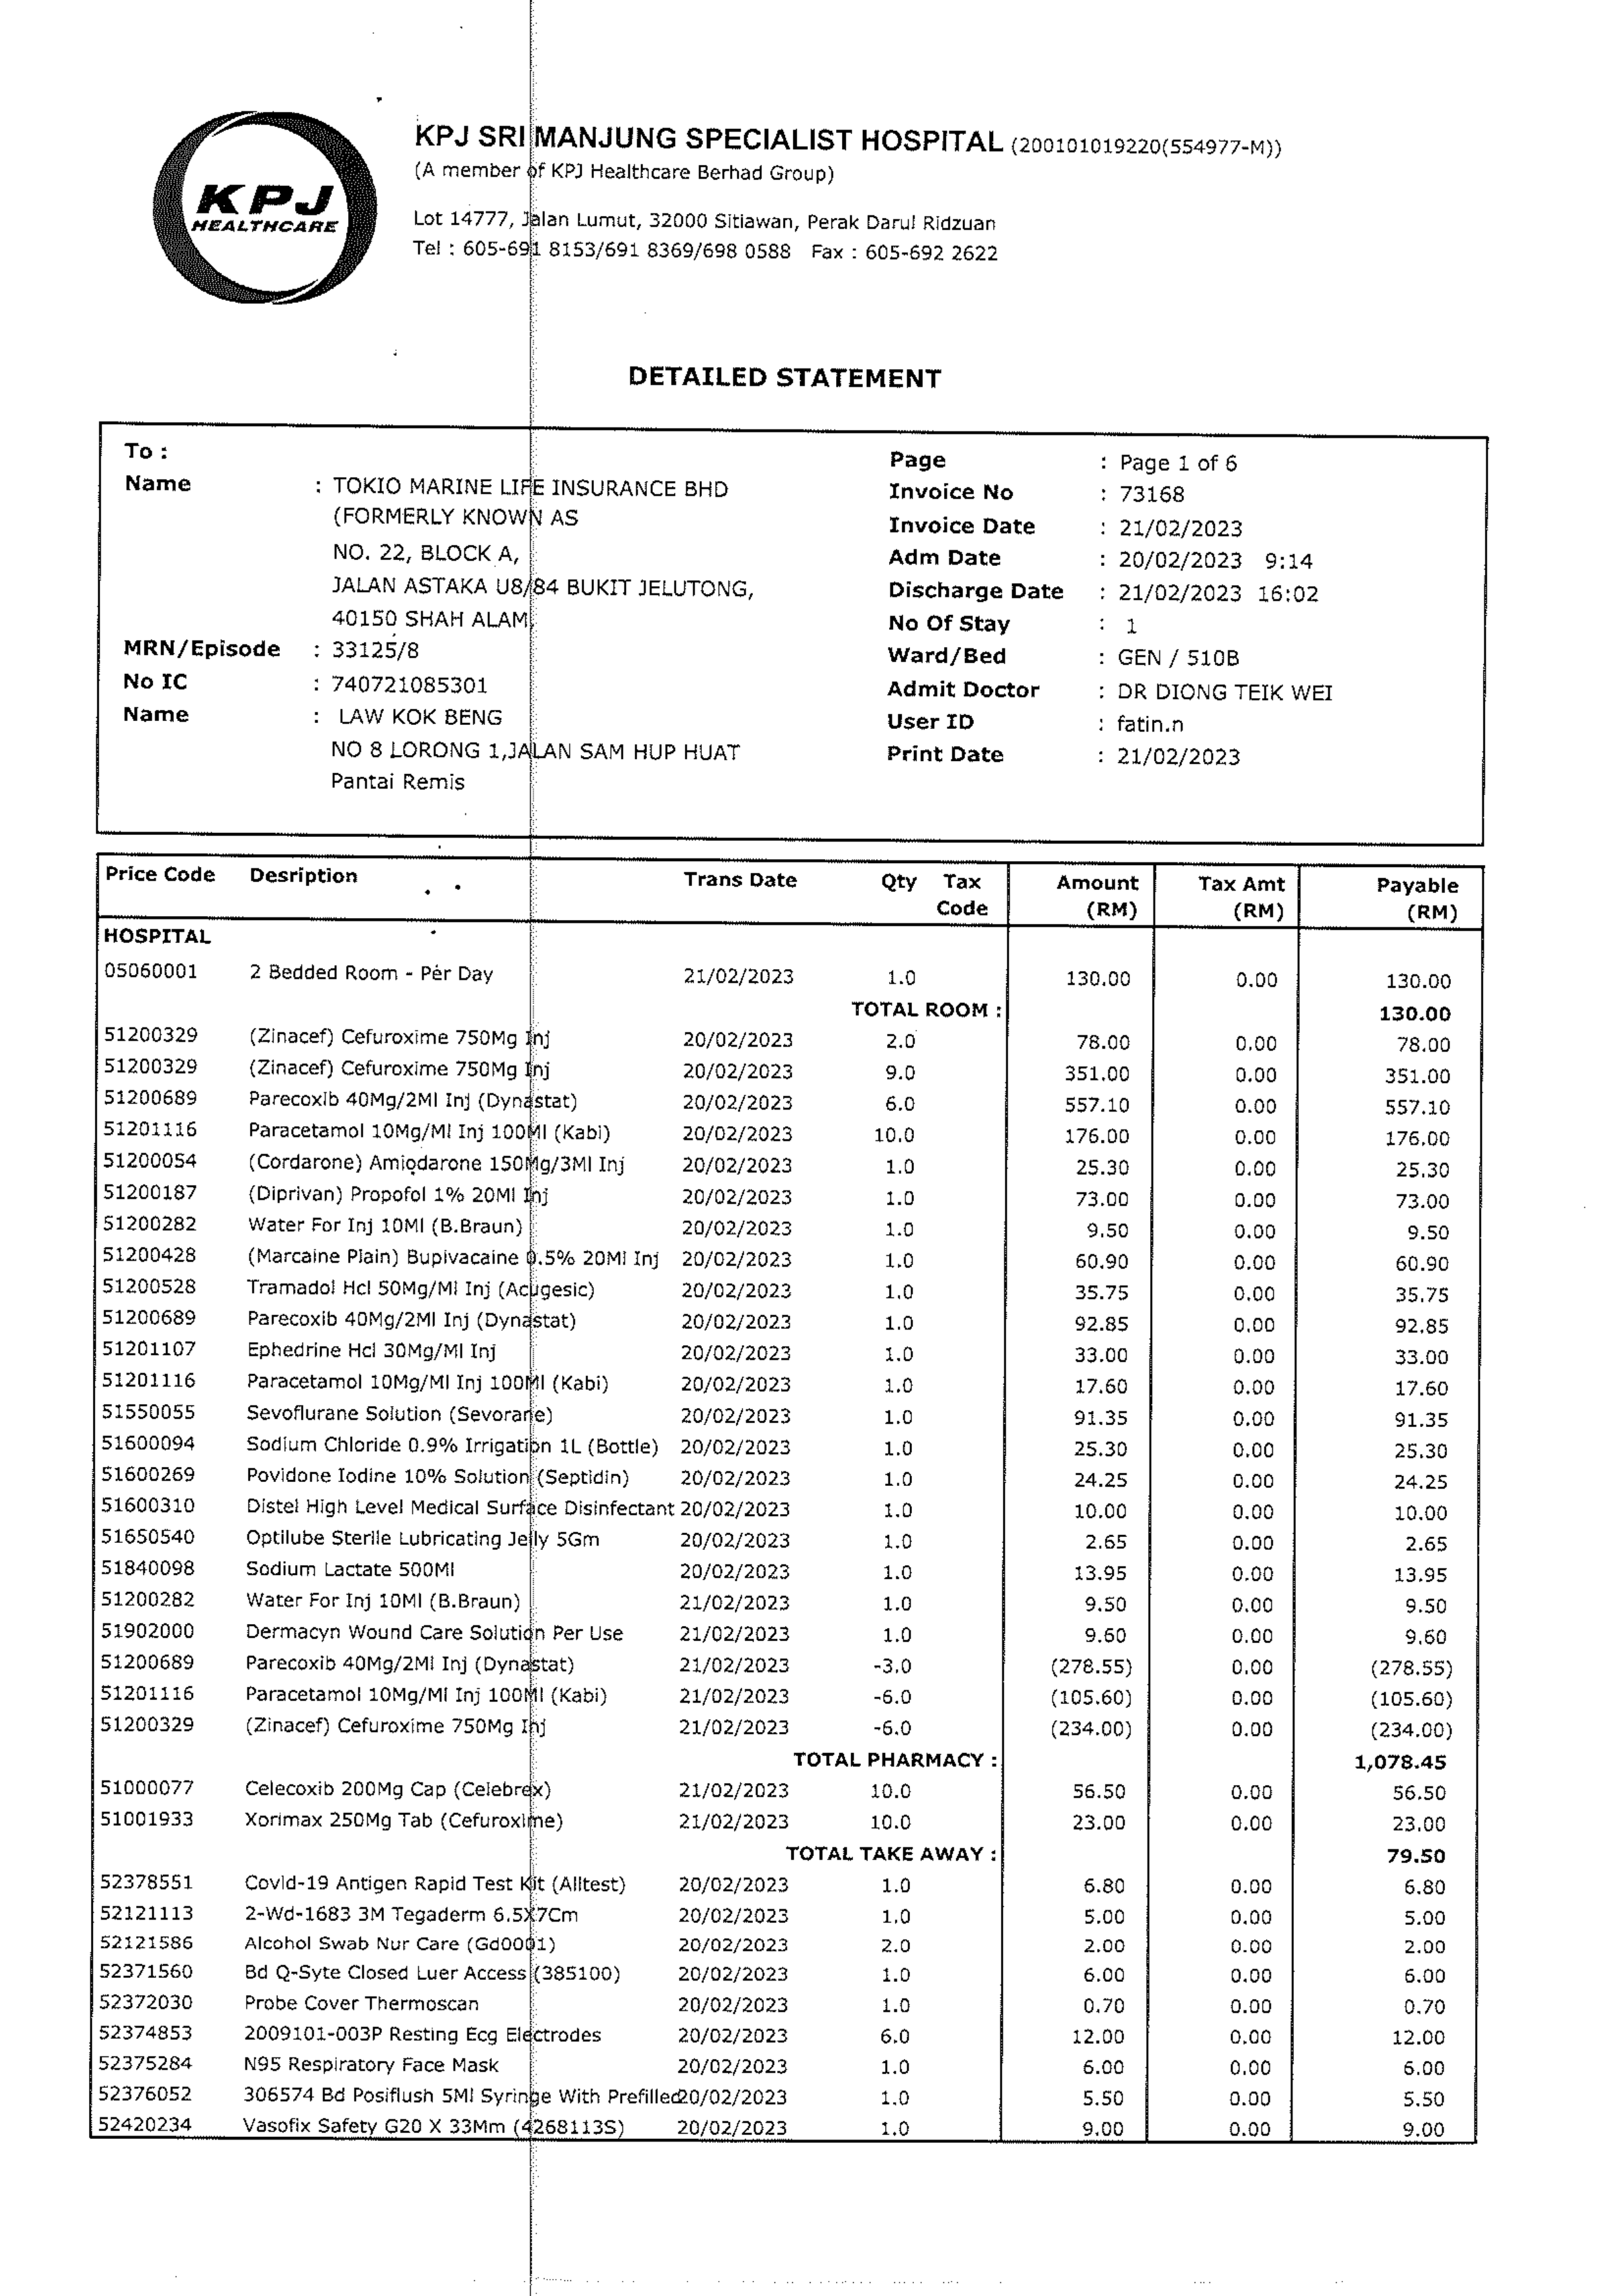 KPJ
HEALTHCARE
KPJ SRI MANJUNG SPECIALIST HOSPITAL (200101019220(554977-M))
(A member of KPJ Healthcare Berhad Group)
Lot 14777, Jalan Lumut, 32000 Sitiawan, Perak Darul Ridzuan
Tel : 605-691 8153/691 8369/698 0588 Fax : 605-692 2622
DETAILED STATEMENT
To :
Name : TOKIO MARINE LIFE INSURANCE BHD
(FORMERLY KNOWN AS
NO. 22, BLOCK A,
JALAN ASTAKA U8/84 BUKIT JELUTONG,
40150 SHAH ALAM
MRN/Episode : 33125/8
No IC : 740721085301
Name : LAW KOK BENG
NO 8 LORONG 1,JALAN SAM HUP HUAT
Pantai Remis
Page : Page 1 of 6
Invoice No : 73168
Invoice Date : 21/02/2023
Adm Date : 20/02/2023 9:14
Discharge Date : 21/02/2023 16:02
No Of Stay : 1
Ward/Bed : GEN / 510B
Admit Doctor : DR DIONG TEIK WEI
User ID : fatin.n
Print Date : 21/02/2023
Price Code Desription Trans Date Qty Tax Code Amount (RM) Tax Amt (RM) Payable (RM)
HOSPITAL
05060001 2 Bedded Room - Per Day 21/02/2023 1.0 130.00 0.00 130.00
TOTAL ROOM : 130.00
51200329 (Zinacef) Cefuroxime 750Mg Inj 20/02/2023 2.0 78.00 0.00 78.00
51200329 (Zinacef) Cefuroxime 750Mg Inj 20/02/2023 9.0 351.00 0.00 351.00
51200689 Parecoxib 40Mg/2Ml Inj (Dynastat) 20/02/2023 6.0 557.10 0.00 557.10
51201116 Paracetamol 10Mg/Ml Inj 100Ml (Kabi) 20/02/2023 10.0 176.00 0.00 176.00
51200054 (Cordarone) Amiodarone 150Mg/3Ml Inj 20/02/2023 1.0 25.30 0.00 25.30
51200187 (Diprivan) Propofol 1% 20Ml Inj 20/02/2023 1.0 73.00 0.00 73.00
51200282 Water For Inj 10Ml (B.Braun) 20/02/2023 1.0 9.50 0.00 9.50
51200428 (Marcaine Plain) Bupivacaine 0.5% 20Ml Inj 20/02/2023 1.0 60.90 0.00 60.90
51200528 Tramadol Hcl 50Mg/Ml Inj (Acugesic) 20/02/2023 1.0 35.75 0.00 35.75
51200689 Parecoxib 40Mg/2Ml Inj (Dynastat) 20/02/2023 1.0 92.85 0.00 92.85
51201107 Ephedrine Hcl 30Mg/Ml Inj 20/02/2023 1.0 33.00 0.00 33.00
51201116 Paracetamol 10Mg/Ml Inj 100Ml (Kabi) 20/02/2023 1.0 17.60 0.00 17.60
51550055 Sevoflurane Solution (Sevorane) 20/02/2023 1.0 91.35 0.00 91.35
51600094 Sodium Chloride 0.9% Irrigation 1L (Bottle) 20/02/2023 1.0 25.30 0.00 25.30
51600269 Povidone Iodine 10% Solution (Septidin) 20/02/2023 1.0 24.25 0.00 24.25
51600310 Distel High Level Medical Surface Disinfectant 20/02/2023 1.0 10.00 0.00 10.00
51650540 Optilube Sterile Lubricating Jelly 5Gm 20/02/2023 1.0 2.65 0.00 2.65
51840098 Sodium Lactate 500Ml 20/02/2023 1.0 13.95 0.00 13.95
51200282 Water For Inj 10Ml (B.Braun) 21/02/2023 1.0 9.50 0.00 9.50
51902000 Dermacyn Wound Care Solution Per Use 21/02/2023 1.0 9.60 0.00 9.60
51200689 Parecoxib 40Mg/2Ml Inj (Dynastat) 21/02/2023 -3.0 (278.55) 0.00 (278.55)
51201116 Paracetamol 10Mg/Ml Inj 100Ml (Kabi) 21/02/2023 -6.0 (105.60) 0.00 (105.60)
51200329 (Zinacef) Cefuroxime 750Mg Inj 21/02/2023 -6.0 (234.00) 0.00 (234.00)
TOTAL PHARMACY : 1,078.45
51000077 Celecoxib 200Mg Cap (Celebrex) 21/02/2023 10.0 56.50 0.00 56.50
51001933 Xorimax 250Mg Tab (Cefuroxime) 21/02/2023 10.0 23.00 0.00 23.00
TOTAL TAKE AWAY : 79.50
52378551 Covid-19 Antigen Rapid Test Kit (Alltest) 20/02/2023 1.0 6.80 0.00 6.80
52121113 2-Wd-1683 3M Tegaderm 6.5X7Cm 20/02/2023 1.0 5.00 0.00 5.00
52121586 Alcohol Swab Nur Care (Gd0001) 20/02/2023 2.0 2.00 0.00 2.00
52371560 Bd Q-Syte Closed Luer Access (385100) 20/02/2023 1.0 6.00 0.00 6.00
52372030 Probe Cover Thermoscan 20/02/2023 1.0 0.70 0.00 0.70
52374853 2009101-003P Resting Ecg Electrodes 20/02/2023 6.0 12.00 0.00 12.00
52375284 N95 Respiratory Face Mask 20/02/2023 1.0 6.00 0.00 6.00
52376052 306574 Bd Posiflush 5Ml Syringe With Prefilled 20/02/2023 1.0 5.50 0.00 5.50
52420234 Vasofix Safety G20 X 33Mm (4268113S) 20/02/2023 1.0 9.00 0.00 9.00